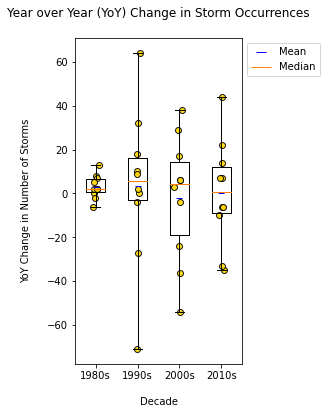 Year over Year (YoY) Change in Storm Occurrences
Mean
Median
YoY Change in Number of Storms
60
40
20
0
−20
−40
−60
1980s
1990s
2000s
2010s
Decade